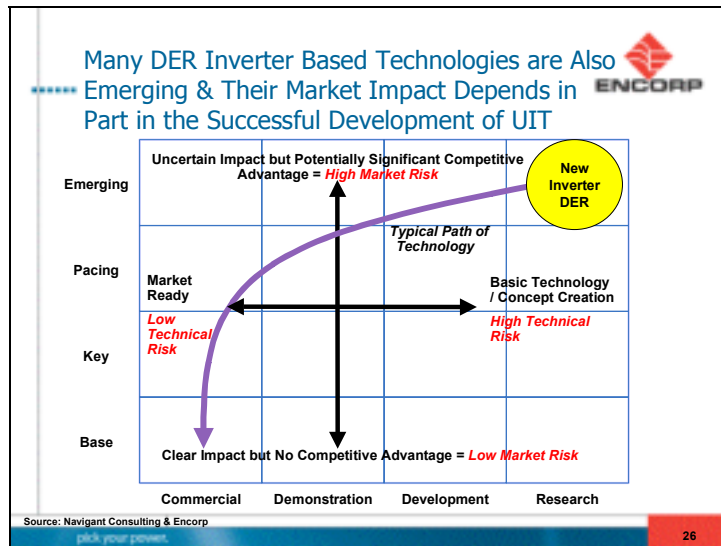 Many DER Inverter Based Technologies are Also
Emerging & Their Market Impact Depends in
Part in the Successful Development of UIT
ENCORP
Uncertain Impact but Potentially Significant Competitive
Advantage = High Market Risk
New
Inverter
DER
Emerging
Typical Path of
Technology
Pacing
Market
Ready
Basic Technology
/ Concept Creation
Low
Technical
Risk
High Technical
Risk
Key
Base
Clear Impact but No Competitive Advantage = Low Market Risk
Commercial
Demonstration
Development
Research
Source: Navigant Consulting & Encorp
pick your power.
26